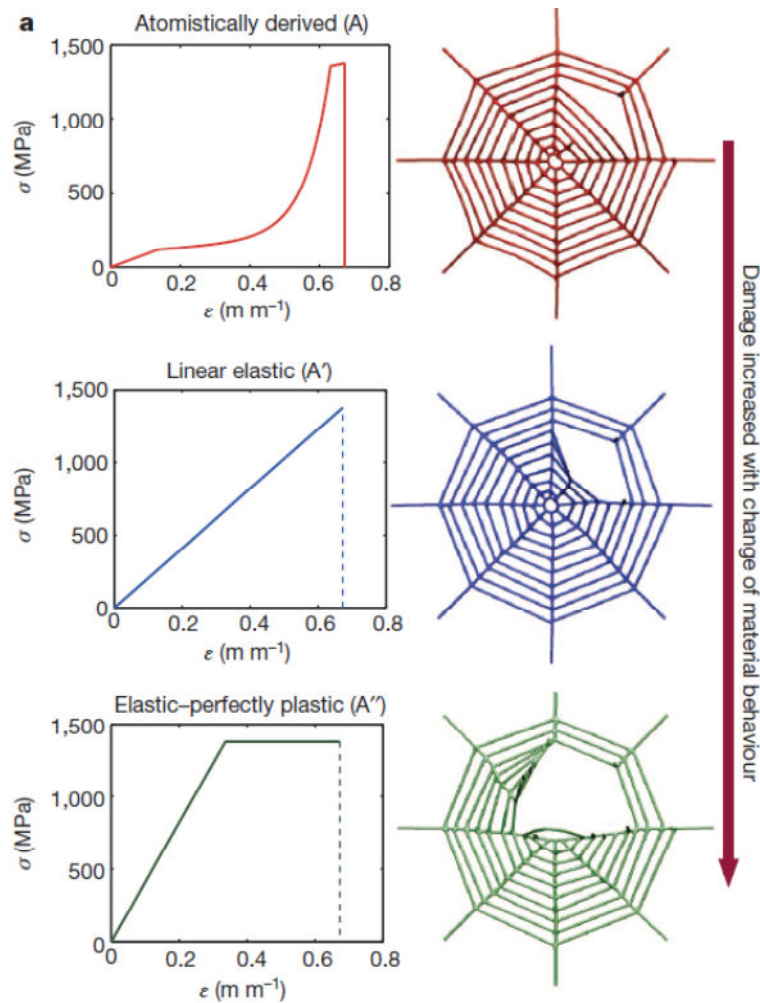 a
Atomistically derived (A)
1,500
1,000
500
0
σ (MPa)
0
0.2
0.4
0.6
0.8
ε (m m⁻¹)
Linear elastic (A′)
1,500
1,000
500
0
σ (MPa)
0
0.2
0.4
0.6
0.8
ε (m m⁻¹)
Elastic–perfectly plastic (A′′)
1,500
1,000
500
0
σ (MPa)
0
0.2
0.4
0.6
0.8
ε (m m⁻¹)
Damage increased with change of material behaviour